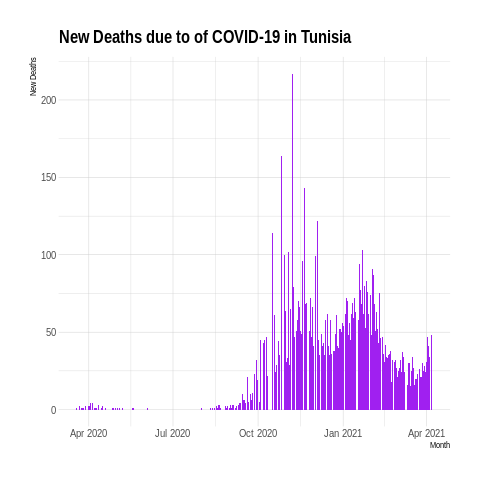 New Deaths due to of COVID-19 in Tunisia
New Deaths
200
150
100
50
0
Apr 2020 Jul 2020 Oct 2020 Jan 2021 Apr 2021
Month